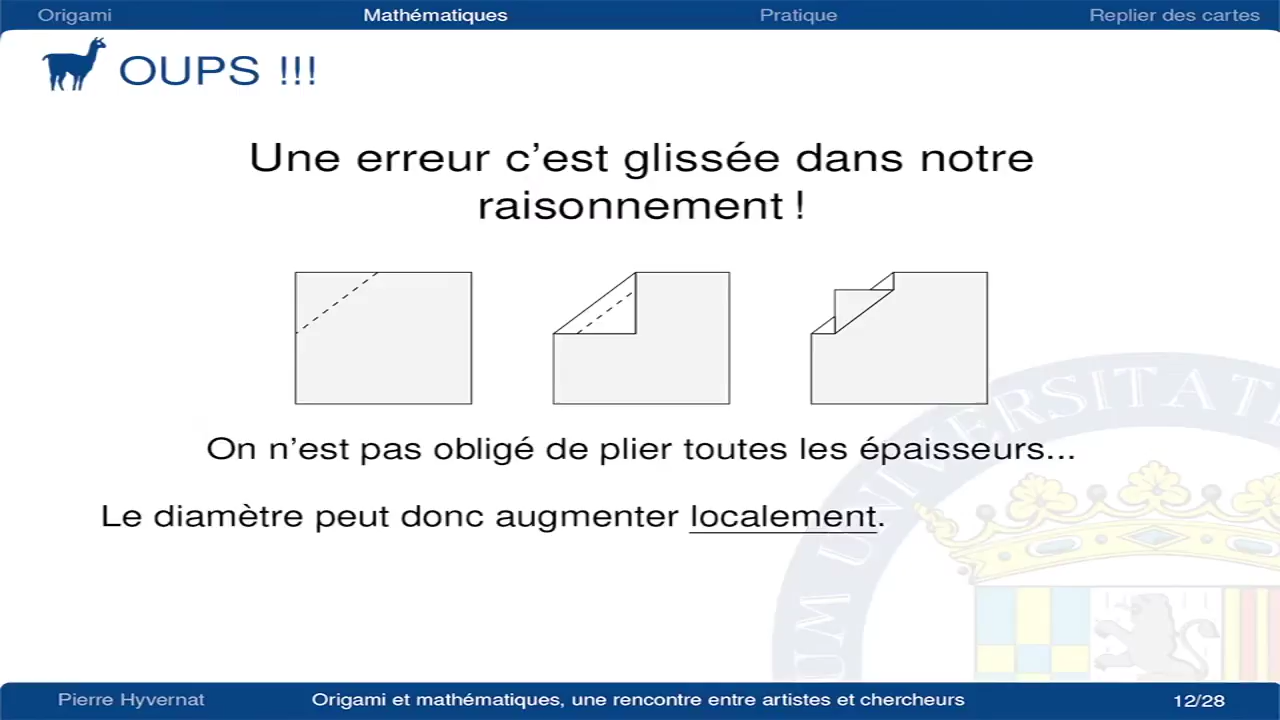 Origami Mathématiques Pratique Replier des cartes
OUPS !!!
Une erreur c’est glissée dans notre
raisonnement !
On n’est pas obligé de plier toutes les épaisseurs...
Le diamètre peut donc augmenter localement.
UM UNIVERSITAT
Pierre Hyvernat Origami et mathématiques, une rencontre entre artistes et chercheurs 12/28